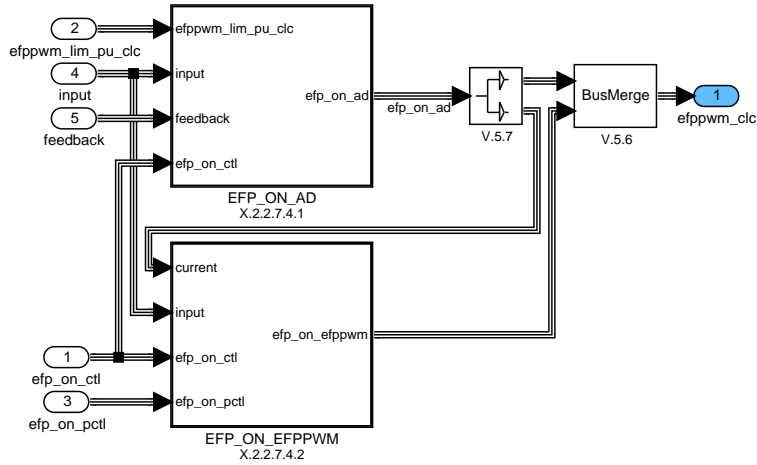 2
efppwm_lim_pu_clc
4
input
5
feedback
efppwm_lim_pu_clc
input
feedback
efp_on_ctl
efp_on_ad
EFP_ON_AD
X.2.2.7.4.1
efp_on_ad
V.5.7
BusMerge
V.5.6
1
efppwm_clc
current
input
efp_on_ctl
efp_on_pctl
efp_on_efppwm
EFP_ON_EFPPWM
X.2.2.7.4.2
1
efp_on_ctl
3
efp_on_pctl